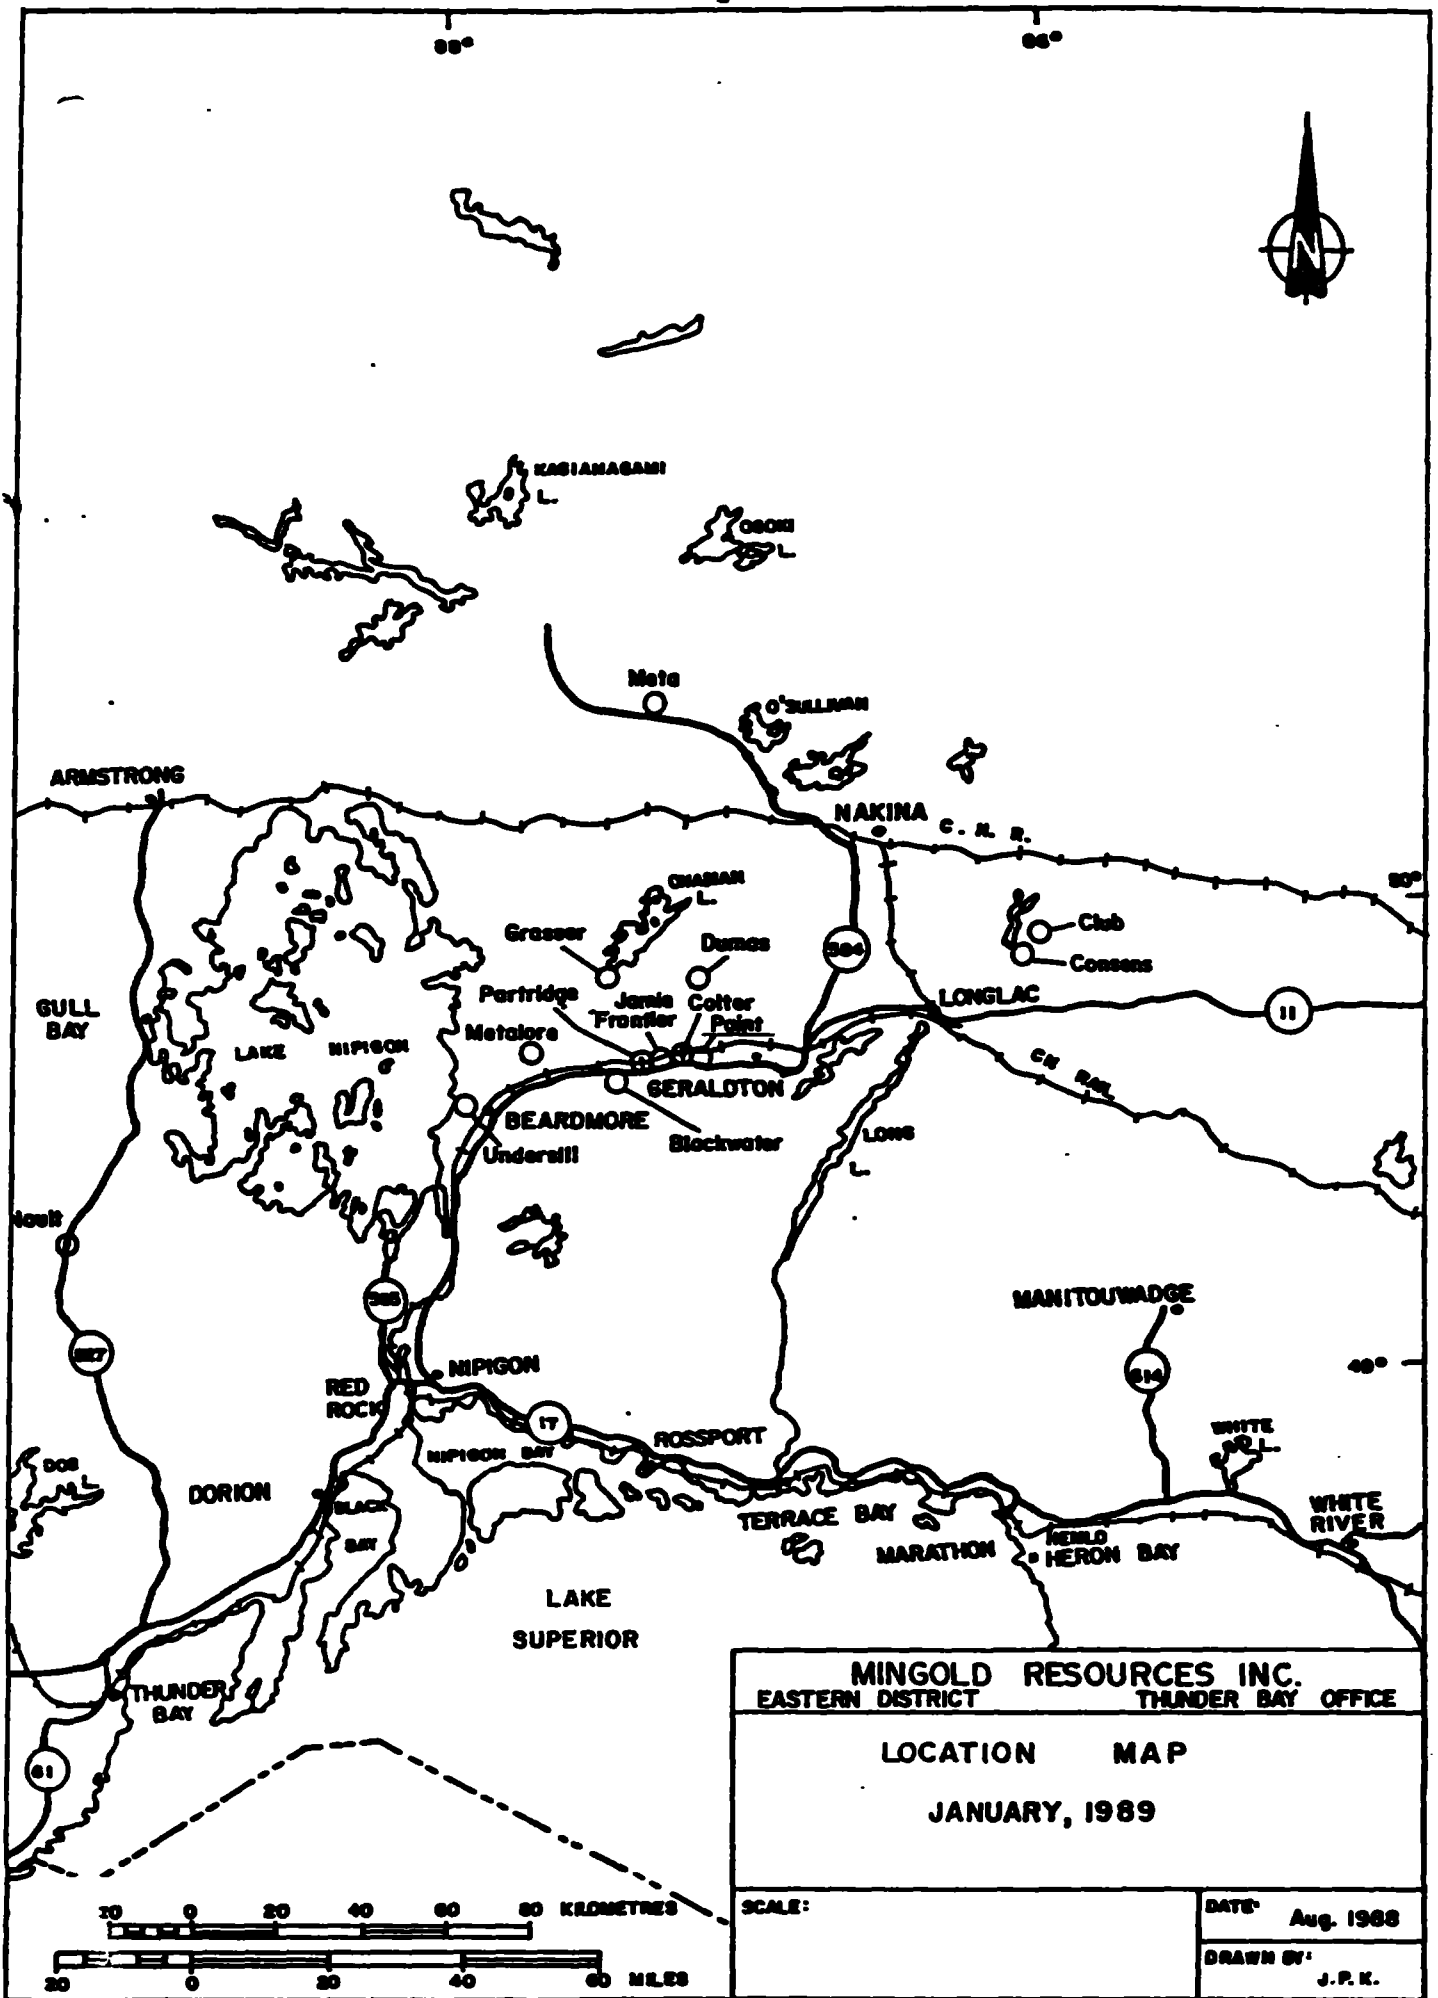 88°
86°
N
KAGIANAGAMI
L.
OGOKI
L.
Meta
O'SULLIVAN
ARMSTRONG
NAKINA
C. N. R.
50°
ONAMAN
L.
Grasser
Dumas
584
Club
Consens
GULL
BAY
Partridge
Jamie
Frontier
Colter
Point
LONGLAC
11
LAKE NIPIGON
Metalore
GERALDTON
CN RAIL
BEARDMORE
Blackwater
LONG
L.
Undersill
585
MANITOUWADGE
527
NIPIGON
49°
614
RED
ROCK
17
ROSSPORT
WHITE
L.
NIPIGON BAY
DOG
L.
DORION
BLACK
BAY
TERRACE BAY
WHITE
RIVER
MARATHON
HEMLO
HERON BAY
LAKE
SUPERIOR
THUNDER
BAY
61
MINGOLD RESOURCES INC.
EASTERN DISTRICT THUNDER BAY OFFICE
LOCATION MAP
JANUARY, 1989
SCALE:
DATE:
Aug. 1988
DRAWN BY:
J.P.K.
20 0 20 40 60 80 KILOMETRES
20 0 20 40 60 MILES